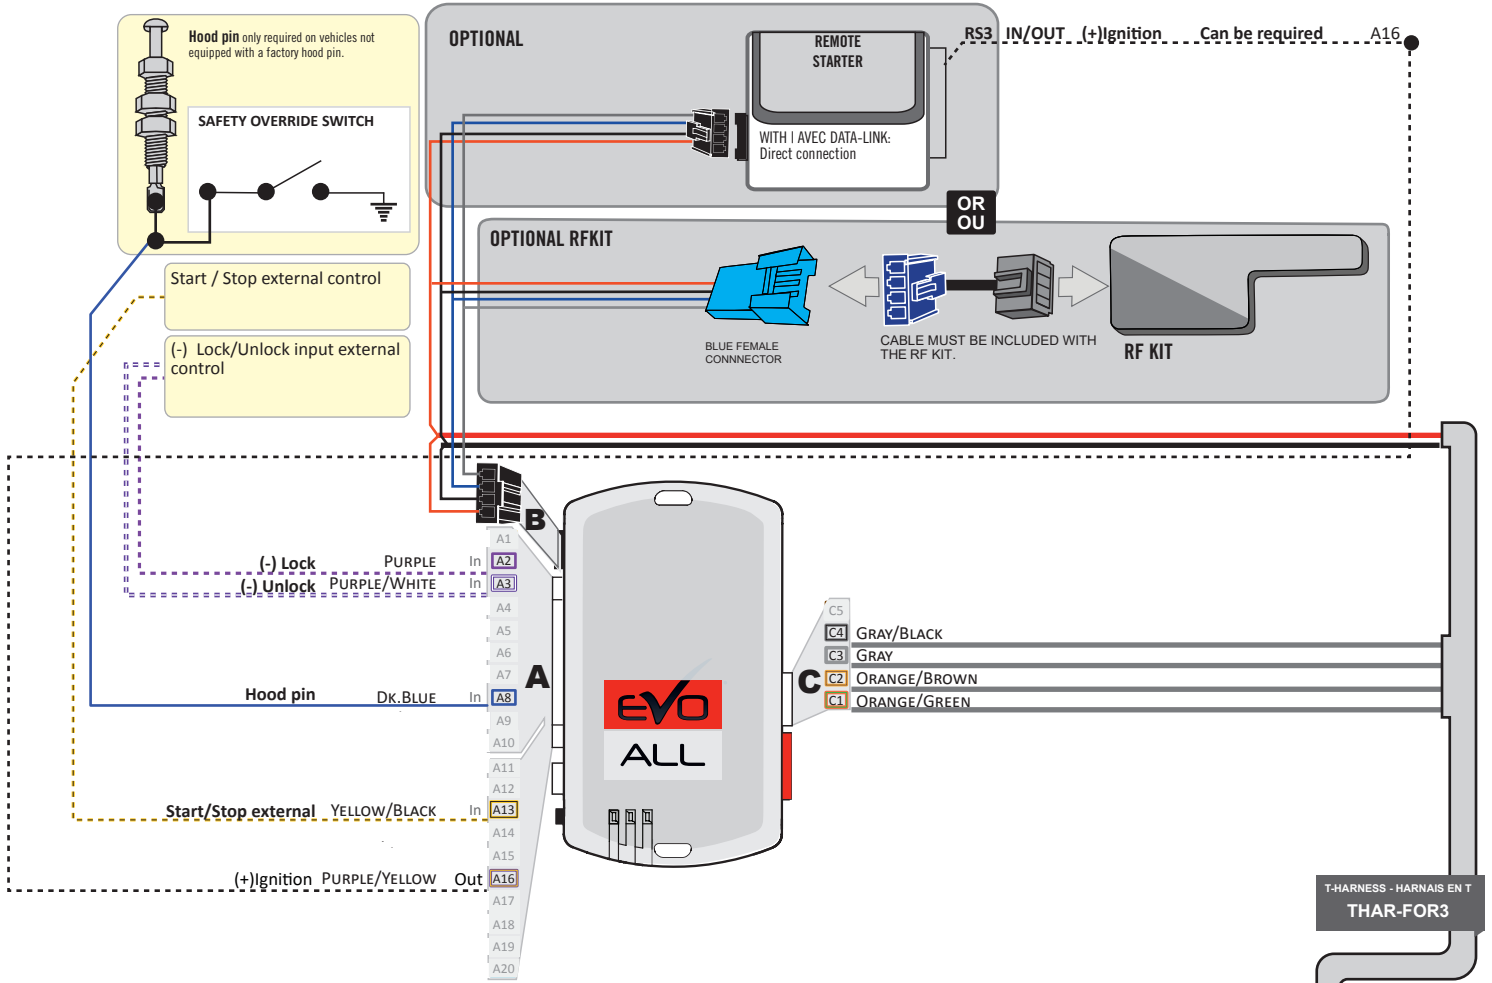 Hood pin only required on vehicles not
equipped with a factory hood pin.
SAFETY OVERRIDE SWITCH
Start / Stop external control
(-) Lock/Unlock input external
control
OPTIONAL
REMOTE
STARTER
WITH | AVEC DATA-LINK:
Direct connection
RS3 IN/OUT (+)Ignition Can be required A16
OR
OU
OPTIONAL RFKIT
BLUE FEMALE
CONNNECTOR
CABLE MUST BE INCLUDED WITH
THE RF KIT.
RF KIT
B
A1
(-) Lock PURPLE In A2
(-) Unlock PURPLE/WHITE In A3
A4
A5
A6
A7
A
Hood pin DK.BLUE In A8
A9
A10
A11
A12
Start/Stop external YELLOW/BLACK In A13
A14
A15
(+)Ignition PURPLE/YELLOW Out A16
A17
A18
A19
A20
EVO
ALL
C
C5
C4 GRAY/BLACK
C3 GRAY
C2 ORANGE/BROWN
C1 ORANGE/GREEN
T-HARNESS - HARNAIS EN T
THAR-FOR3